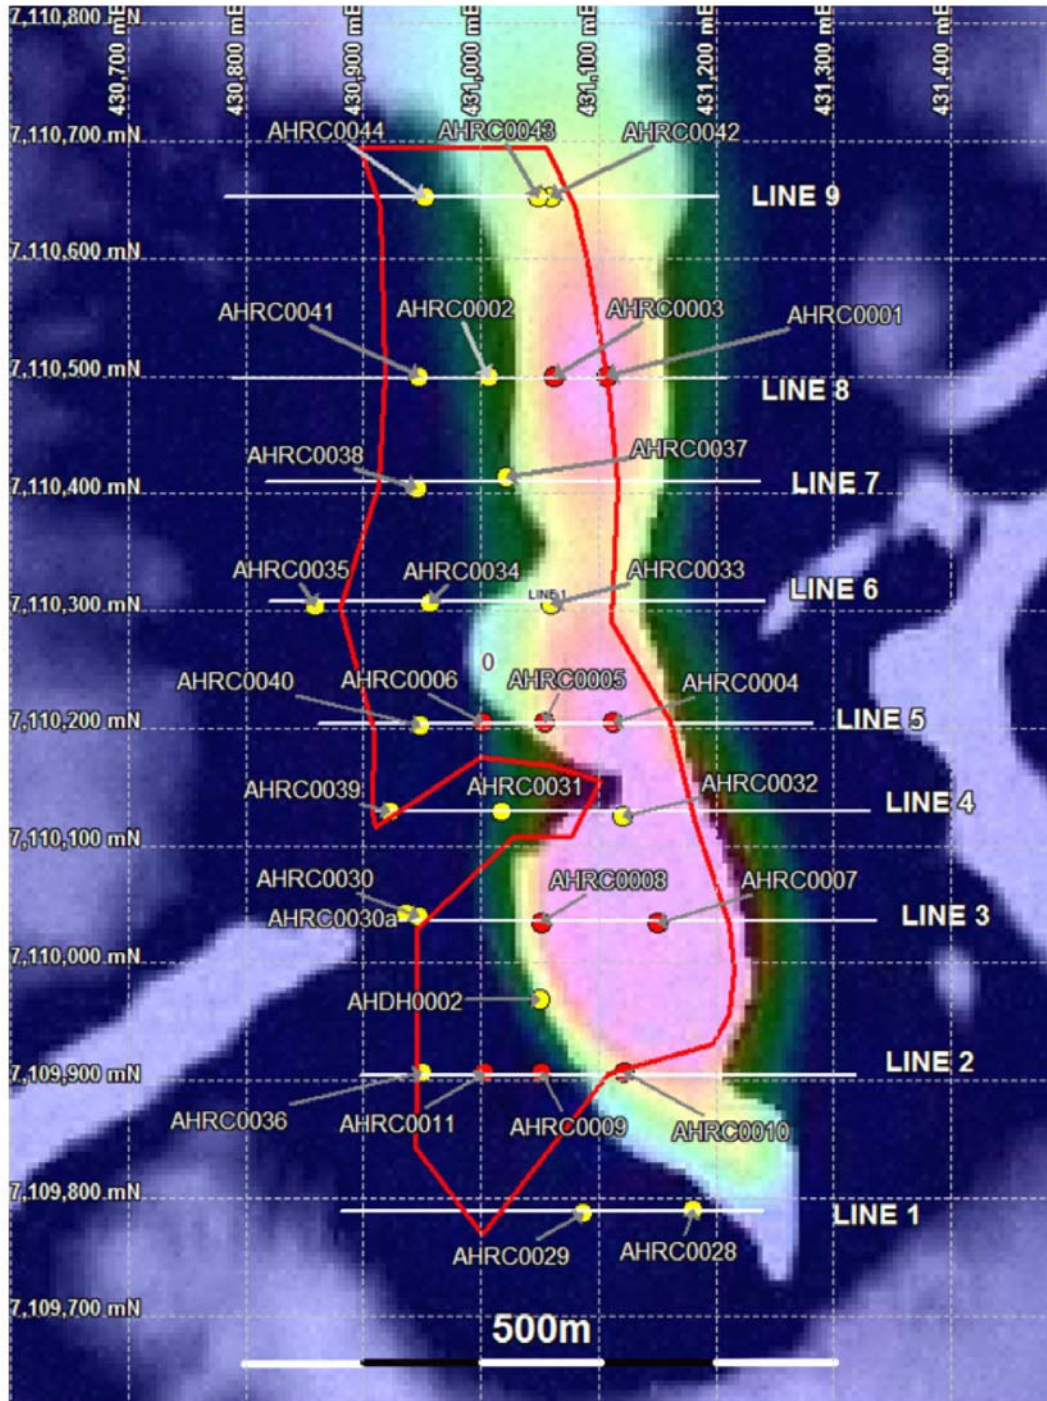 7,110,800 mN
430,700 mE
430,800 mE
430,900 mE
431,000 mE
431,100 mE
431,200 mE
431,300 mE
431,400 mE
7,110,700 mN
AHRC0044
AHRC0043
AHRC0042
LINE 9
7,110,600 mN
AHRC0041
AHRC0002
AHRC0003
AHRC0001
7,110,500 mN
LINE 8
AHRC0038
AHRC0037
LINE 7
7,110,400 mN
AHRC0035
AHRC0034
AHRC0033
LINE 6
LINE 1
7,110,300 mN
0
AHRC0040
AHRC0006
AHRC0005
AHRC0004
7,110,200 mN
LINE 5
AHRC0039
AHRC0031
AHRC0032
LINE 4
7,110,100 mN
AHRC0030
AHRC0008
AHRC0007
AHRC0030a
LINE 3
7,110,000 mN
AHDH0002
LINE 2
7,109,900 mN
AHRC0036
AHRC0011
AHRC0009
AHRC0010
7,109,800 mN
LINE 1
AHRC0029
AHRC0028
7,109,700 mN
500m